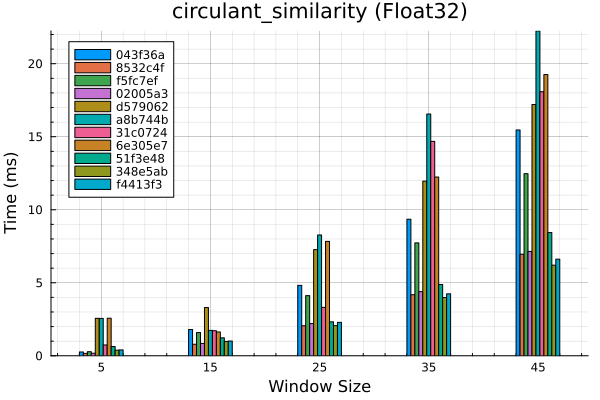 circulant_similarity (Float32)
043f36a
8532c4f
f5fc7ef
02005a3
d579062
a8b744b
31c0724
6e305e7
51f3e48
348e5ab
f4413f3
20
15
10
5
0
Time (ms)
5 15 25 35 45
Window Size